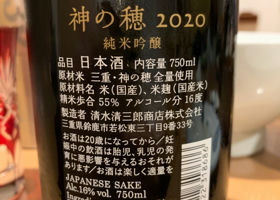 神の穂 2020
純米吟醸
品目 日本酒 内容量 750ml
原材米 三重・神の穂 全量使用
原材料名 米(国産)、米麹(国産米)
精米歩合 55% アルコール分 16度
製造者 清水清三郎商店株式会社
三重県鈴鹿市若松東三丁目9番33号
お酒は20歳になってから/妊
娠中の飲酒は胎児、乳児の発
育に悪影響を与えるおそれが
あります/お酒は楽しく適量を
JAPANESE SAKE
Alc.16% vol. 750ml